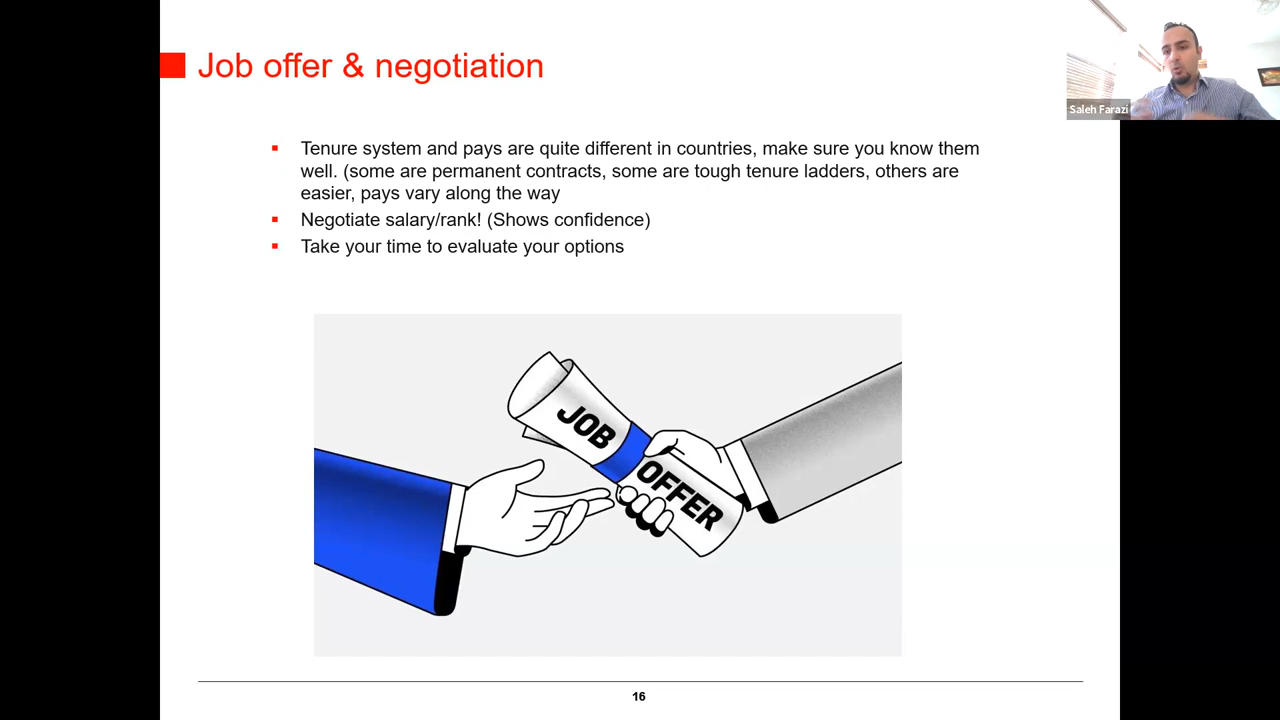 Job offer & negotiation
Saleh Farazi
Tenure system and pays are quite different in countries, make sure you know them
well. (some are permanent contracts, some are tough tenure ladders, others are
easier, pays vary along the way
Negotiate salary/rank! (Shows confidence)
Take your time to evaluate your options
JOB
OFFER
16